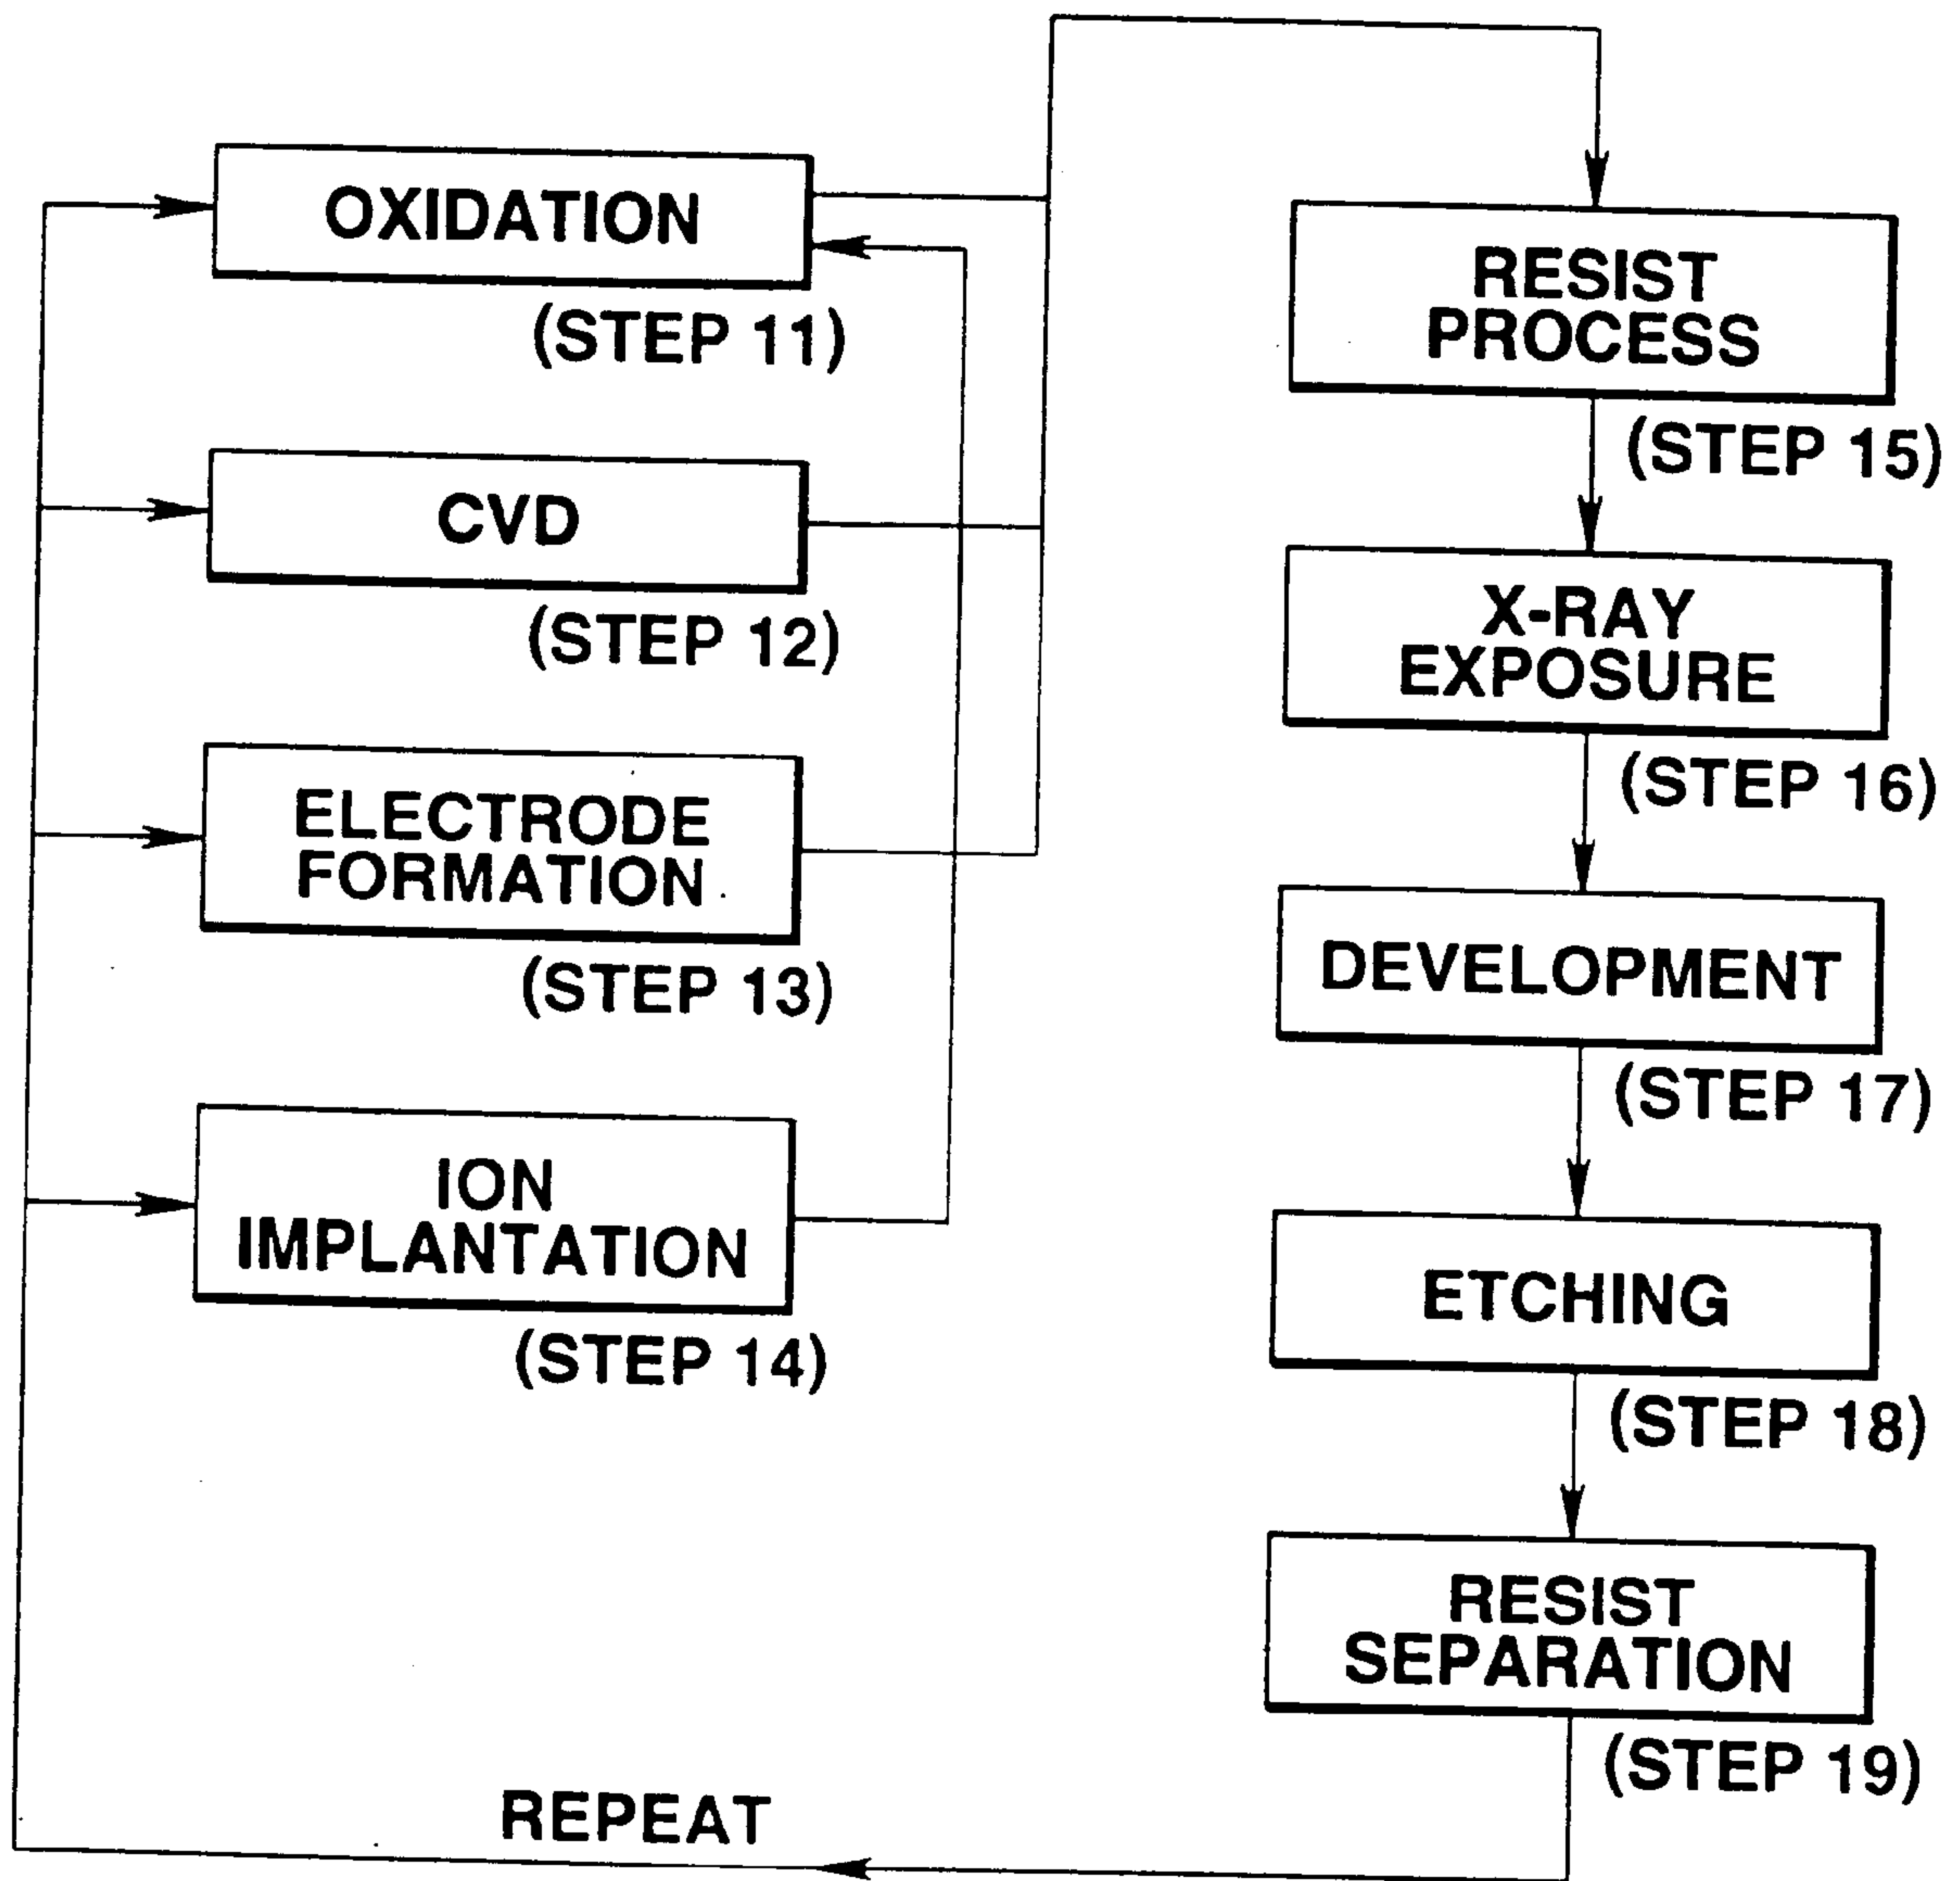 OXIDATION
(STEP 11)
CVD
(STEP 12)
ELECTRODE
FORMATION
(STEP 13)
ION
IMPLANTATION
(STEP 14)
RESIST
PROCESS
(STEP 15)
X-RAY
EXPOSURE
(STEP 16)
DEVELOPMENT
(STEP 17)
ETCHING
(STEP 18)
RESIST
SEPARATION
(STEP 19)
REPEAT